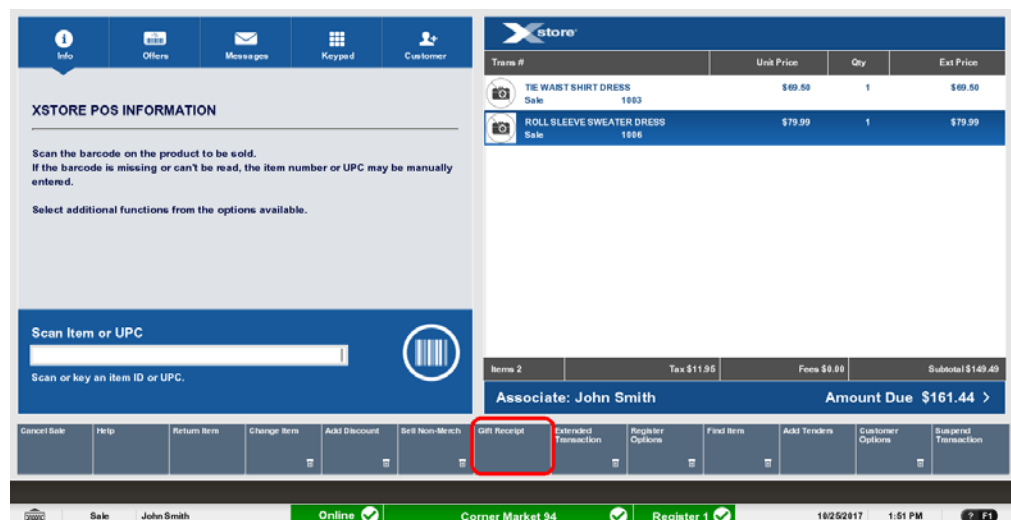 Info Offers Messages Keypad Customer
XSTORE POS INFORMATION
Scan the barcode on the product to be sold.
If the barcode is missing or can't be read, the item number or UPC may be manually
entered.
Select additional functions from the options available.
Scan Item or UPC
Scan or key an item ID or UPC.
Xstore
Trans # Unit Price Qty Ext Price
TIE WAIST SHIRT DRESS $69.50 1 $69.50
Sale 1003
ROLL SLEEVE SWEATER DRESS $79.99 1 $79.99
Sale 1006
Items 2 Tax $11.95 Fees $0.00 Subtotal $149.49
Associate: John Smith Amount Due $161.44 >
Cancel Sale Help Return Item Change Item Add Discount Sell Non-Merch Gift Receipt Extended Register Find Item Add Tenders Customer Suspend
Transaction Options Options Transaction
Sale John Smith Online Corner Market 94 Register 1 10/25/2017 1:51 PM ? F1